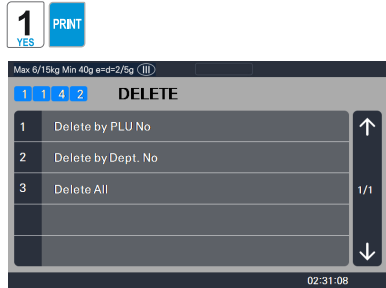 1
YES
PRINT
Max 6/15kg Min 40g e=d=2/5g (III)
1 1 4 2 DELETE
1 Delete by PLU No
2 Delete by Dept. No
3 Delete All
1/1
02:31:08